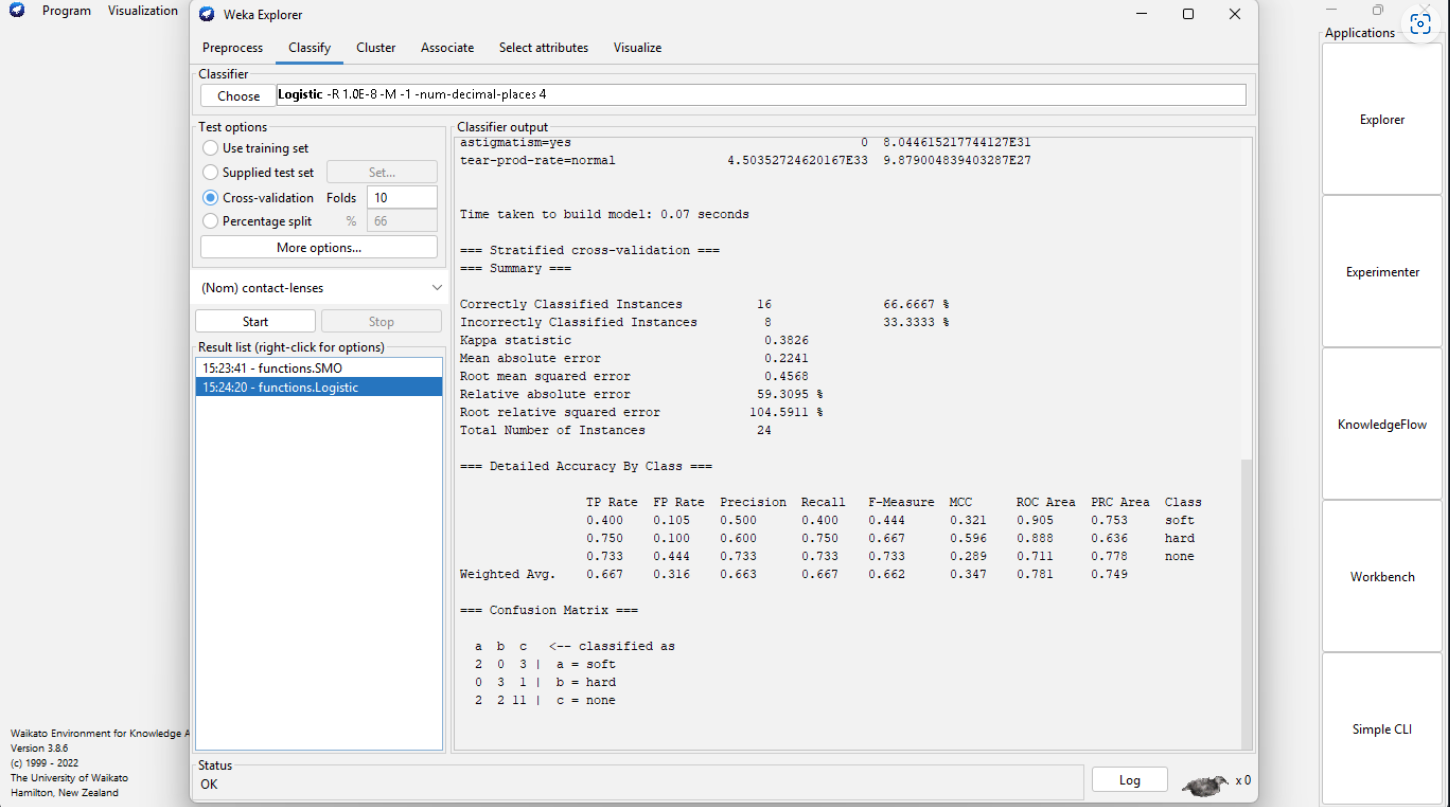 Program Visualization
Weka Explorer
Applications
Preprocess Classify Cluster Associate Select attributes Visualize
Classifier
Choose Logistic -R 1.0E-8 -M -1 -num-decimal-places 4
Test options
Use training set
Supplied test set Set...
Cross-validation Folds 10
Percentage split % 66
More options...
(Nom) contact-lenses
Start Stop
Result list (right-click for options)
15:23:41 - functions.SMO
15:24:20 - functions.Logistic
Classifier output
astigmatism=yes 0 8.044615217744127E31
tear-prod-rate=normal 4.50352724620167E33 9.879004839403287E27
Time taken to build model: 0.07 seconds
=== Stratified cross-validation ===
=== Summary ===
Correctly Classified Instances 16 66.6667 %
Incorrectly Classified Instances 8 33.3333 %
Kappa statistic 0.3826
Mean absolute error 0.2241
Root mean squared error 0.4568
Relative absolute error 59.3095 %
Root relative squared error 104.5911 %
Total Number of Instances 24
=== Detailed Accuracy By Class ===
TP Rate FP Rate Precision Recall F-Measure MCC ROC Area PRC Area Class
0.400 0.105 0.500 0.400 0.444 0.321 0.905 0.753 soft
0.750 0.100 0.600 0.750 0.667 0.596 0.888 0.636 hard
0.733 0.444 0.733 0.733 0.733 0.289 0.711 0.778 none
Weighted Avg. 0.667 0.316 0.663 0.667 0.662 0.347 0.781 0.749
=== Confusion Matrix ===
a b c <-- classified as
2 0 3 | a = soft
0 3 1 | b = hard
2 2 11 | c = none
Explorer
Experimenter
KnowledgeFlow
Workbench
Simple CLI
Waikato Environment for Knowledge A
Version 3.8.6
(c) 1999 - 2022
The University of Waikato
Hamilton, New Zealand
Status
OK
Log x 0